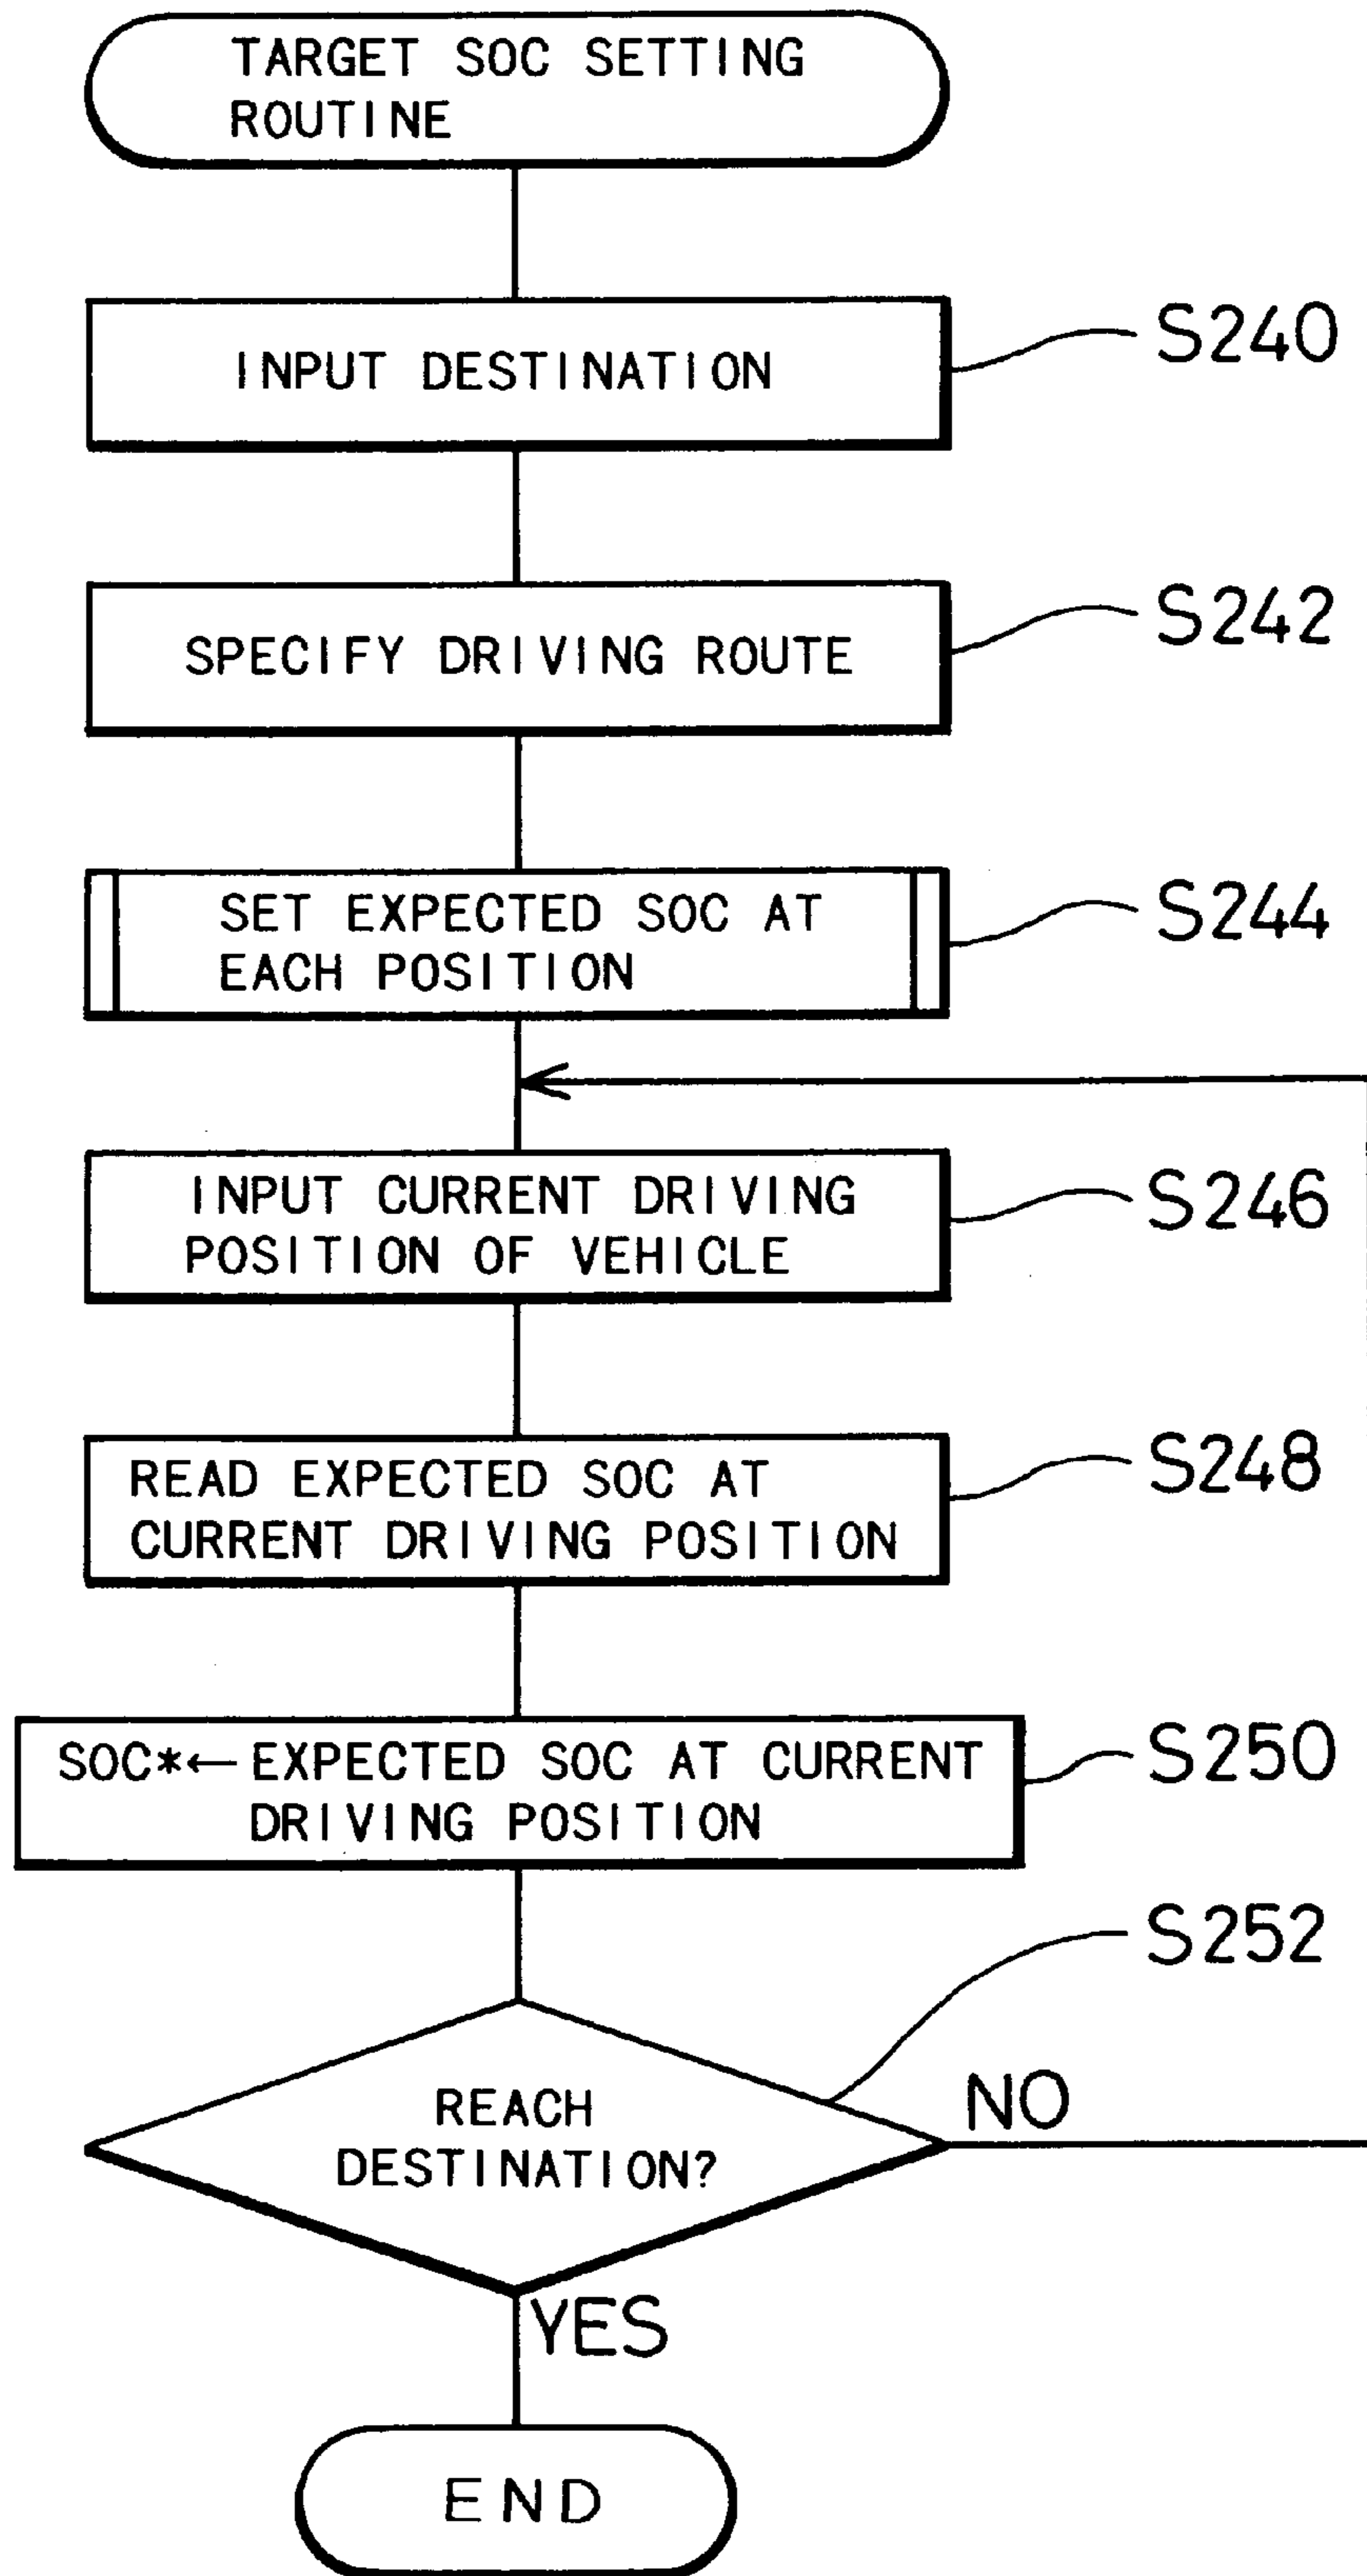 TARGET SOC SETTING
ROUTINE
INPUT DESTINATION
S240
SPECIFY DRIVING ROUTE
S242
SET EXPECTED SOC AT
EACH POSITION
S244
INPUT CURRENT DRIVING
POSITION OF VEHICLE
S246
READ EXPECTED SOC AT
CURRENT DRIVING POSITION
S248
SOC*← EXPECTED SOC AT CURRENT
DRIVING POSITION
S250
S252
REACH
DESTINATION?
NO
YES
END